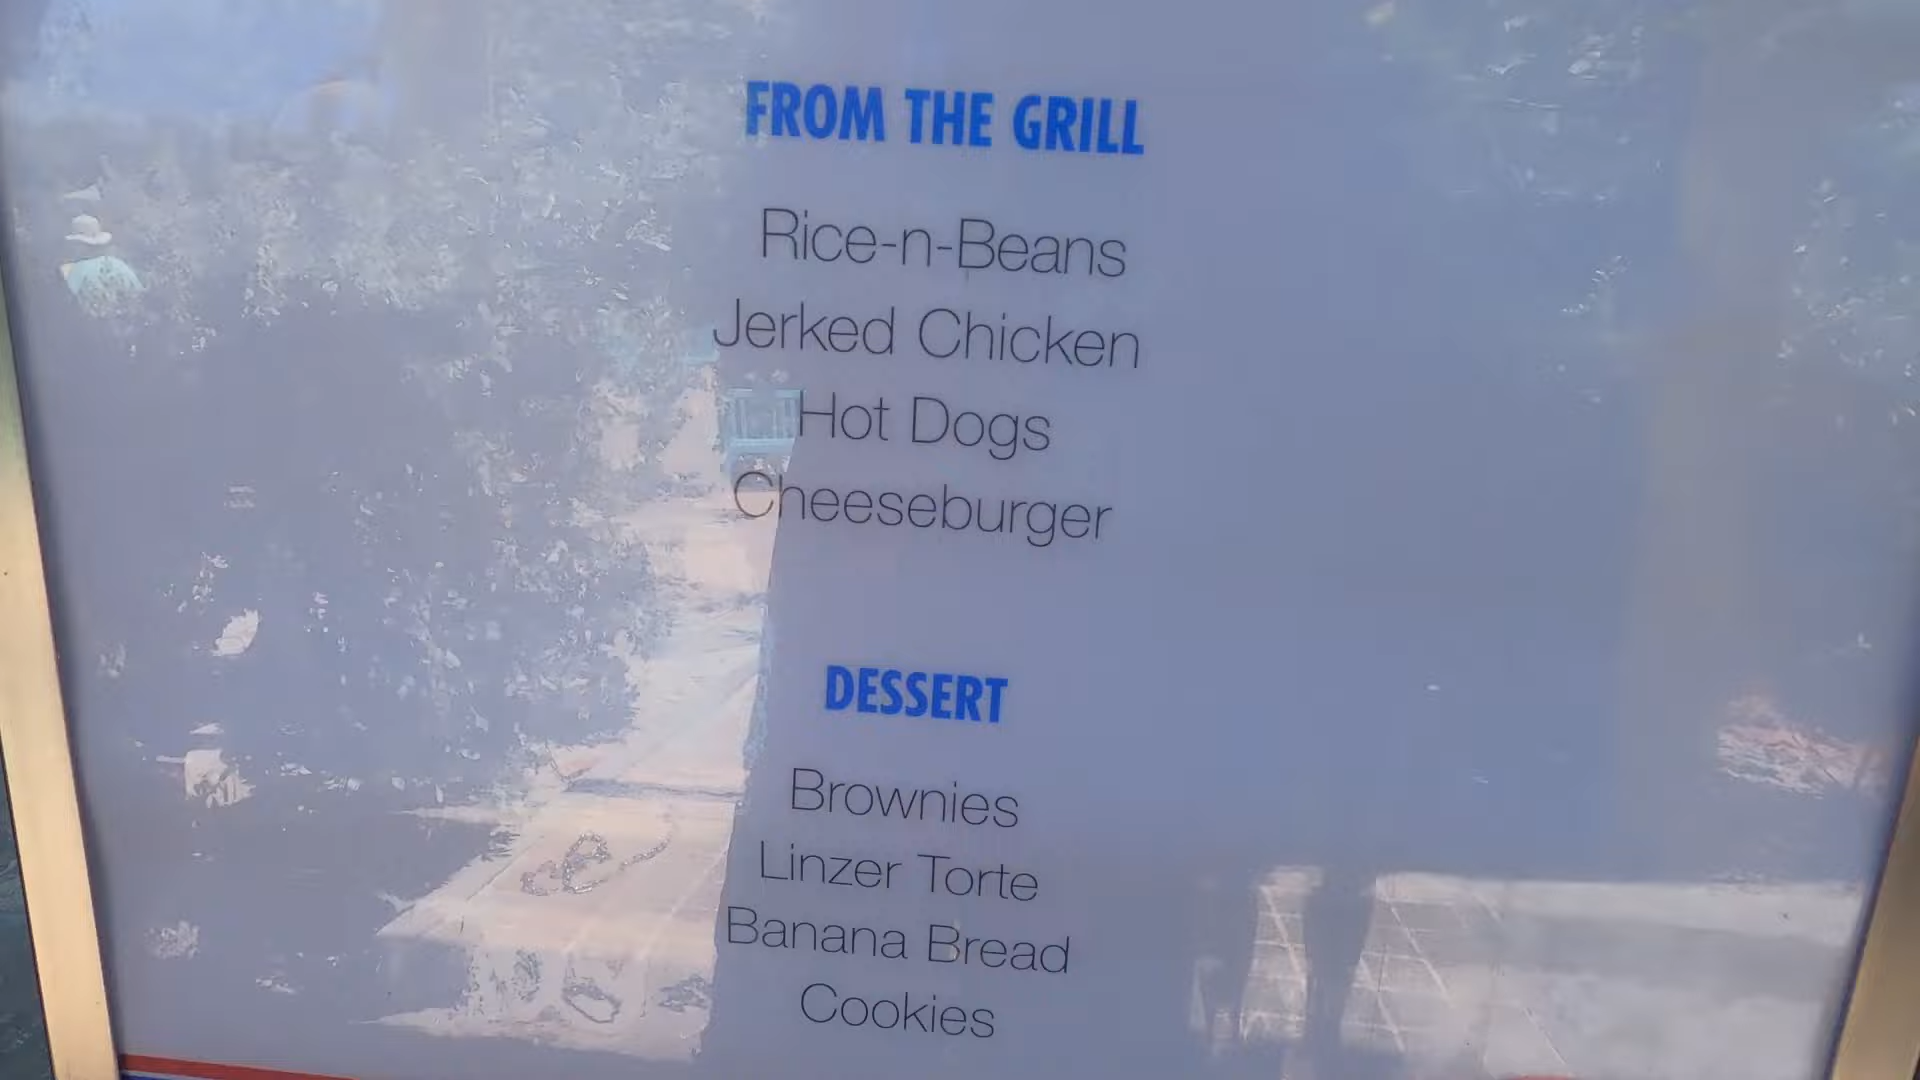 FROM THE GRILL
Rice-n-Beans
Jerked Chicken
Hot Dogs
Cheeseburger
DESSERT
Brownies
Linzer Torte
Banana Bread
Cookies